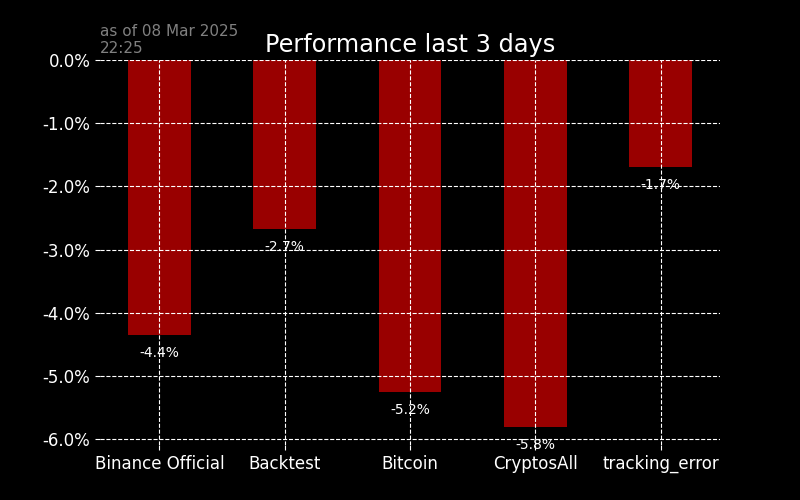 as of 08 Mar 2025
22:25
Performance last 3 days
0.0%
-1.0%
-2.0%
-3.0%
-4.0%
-5.0%
-6.0%
-4.4%
-2.7%
-5.2%
-5.8%
-1.7%
Binance Official
Backtest
Bitcoin
CryptosAll
tracking_error